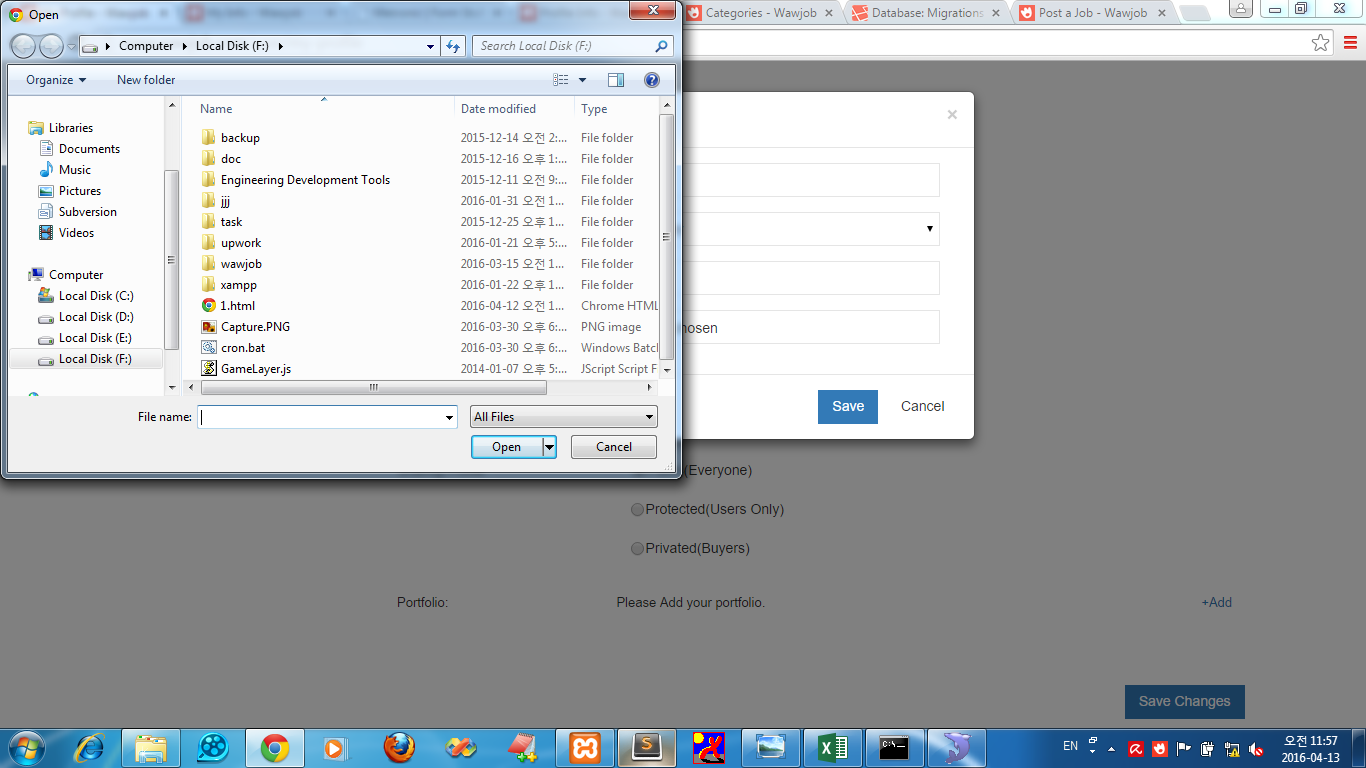 Open
Categories - Wawjob
Database: Migrations
Post a Job - Wawjob
Computer
Local Disk (F:)
Search Local Disk (F:)
Organize
New folder
Name
Date modified
Type
Libraries
Documents
Music
Pictures
Subversion
Videos
Computer
Local Disk (C:)
Local Disk (D:)
Local Disk (E:)
Local Disk (F:)
backup 2015-12-14 오전 2:... File folder
doc 2015-12-16 오후 1:... File folder
Engineering Development Tools 2015-12-11 오전 9:... File folder
jjj 2016-01-31 오전 1... File folder
task 2015-12-25 오후 1... File folder
upwork 2016-01-21 오후 5:... File folder
wawjob 2016-03-15 오전 1... File folder
xampp 2016-01-22 오후 1... File folder
1.html 2016-04-12 오전 1... Chrome HTML
Capture.PNG 2016-03-30 오후 6:... PNG image
cron.bat 2016-03-30 오후 6:... Windows Batch
GameLayer.js 2014-01-07 오후 5:... JScript Script F
File name:
All Files
Open
Cancel
×
hosen
Save
Cancel
(Everyone)
Protected(Users Only)
Privated(Buyers)
Portfolio:
Please Add your portfolio.
+Add
Save Changes
EN
오전 11:57
2016-04-13